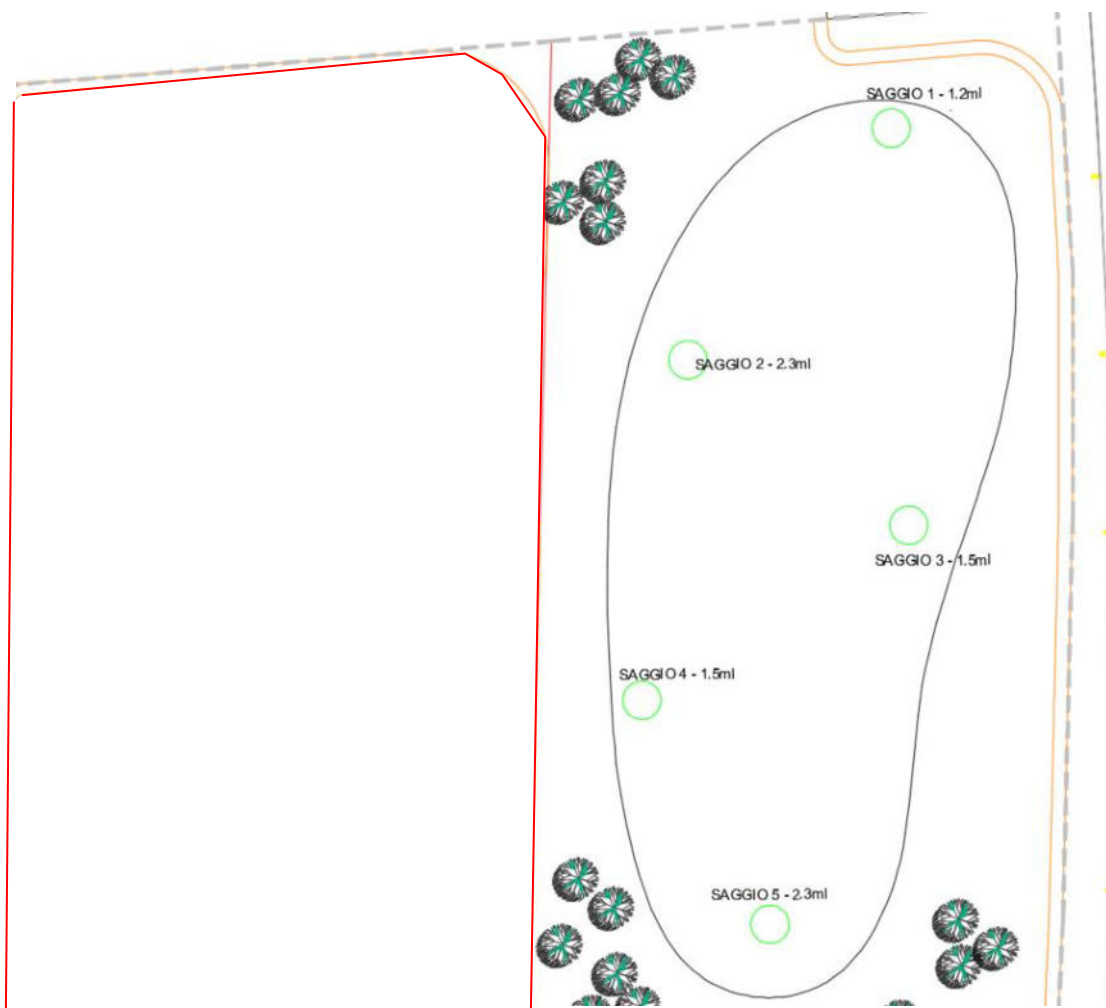 SAGGIO 1 - 1.2ml
SAGGIO 2 - 2.3ml
SAGGIO 3 - 1.5ml
SAGGIO 4 - 1.5ml
SAGGIO 5 - 2.3ml